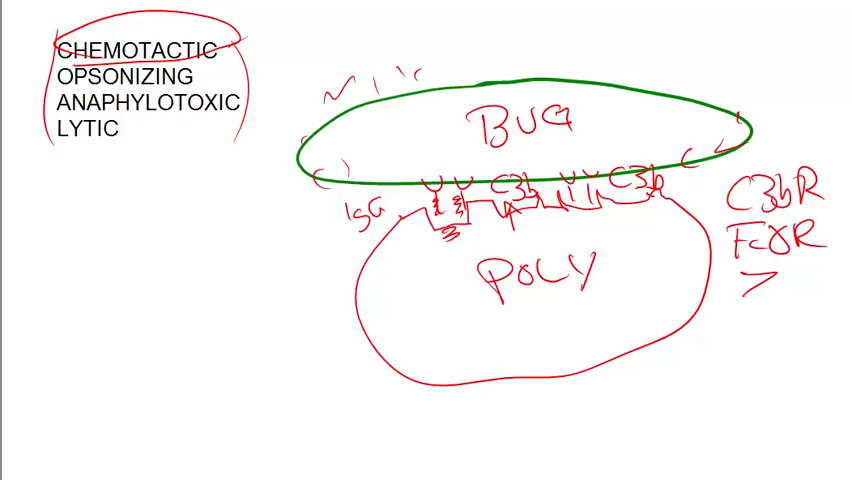 CHEMOTACTIC
OPSONIZING
ANAPHYLOTOXIC
LYTIC
BUG
C3b C3b
IgG
C3bR
FcγR
POLY